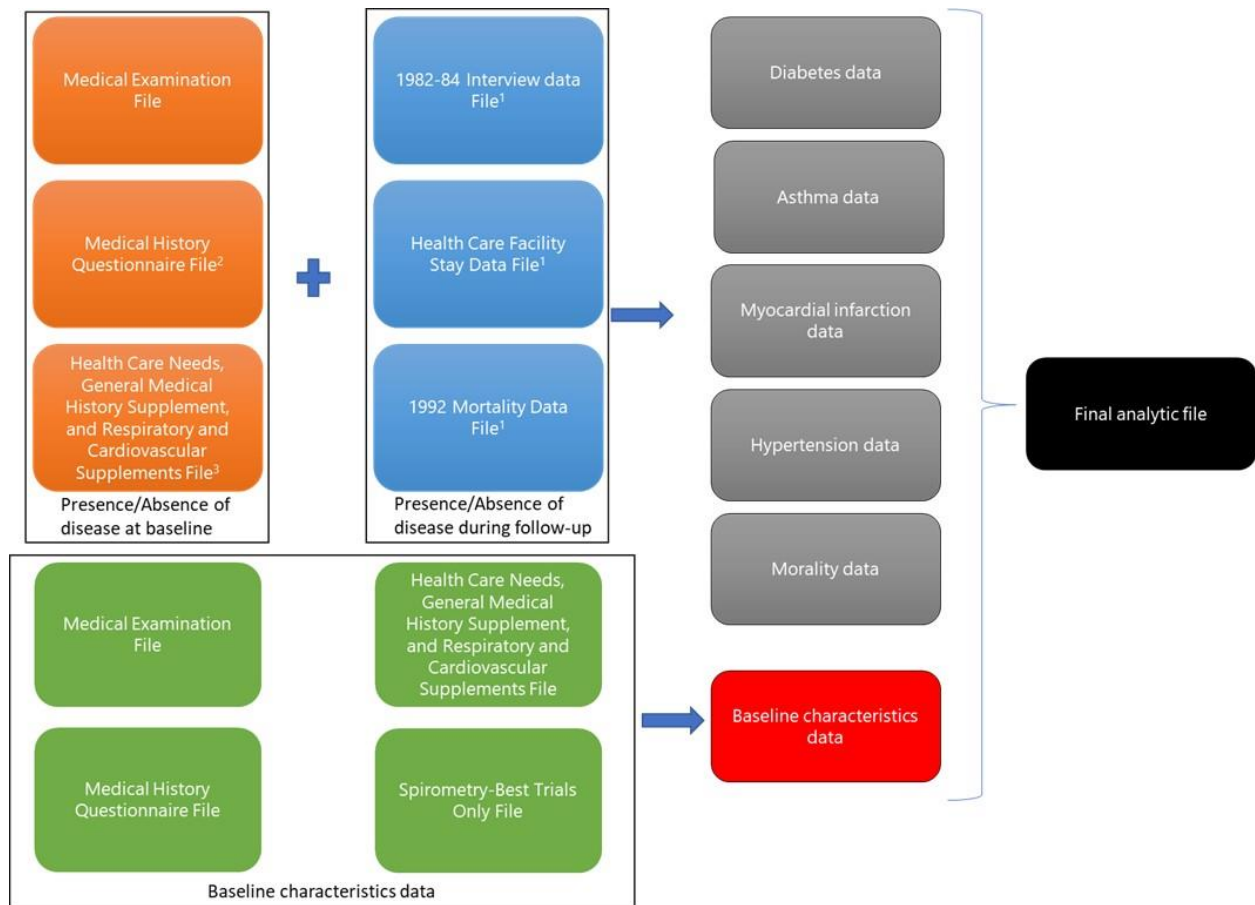 Medical Examination
File
Medical History
Questionnaire File²
Health Care Needs,
General Medical
History Supplement,
and Respiratory and
Cardiovascular
Supplements File³
Presence/Absence of
disease at baseline
1982-84 Interview data
File¹
Health Care Facility
Stay Data File¹
1992 Mortality Data
File¹
Presence/Absence of
disease during follow-up
Diabetes data
Asthma data
Myocardial infarction
data
Hypertension data
Morality data
Final analytic file
Medical Examination
File
Health Care Needs,
General Medical
History Supplement,
and Respiratory and
Cardiovascular
Supplements File
Medical History
Questionnaire File
Spirometry-Best Trials
Only File
Baseline characteristics data
Baseline characteristics
data